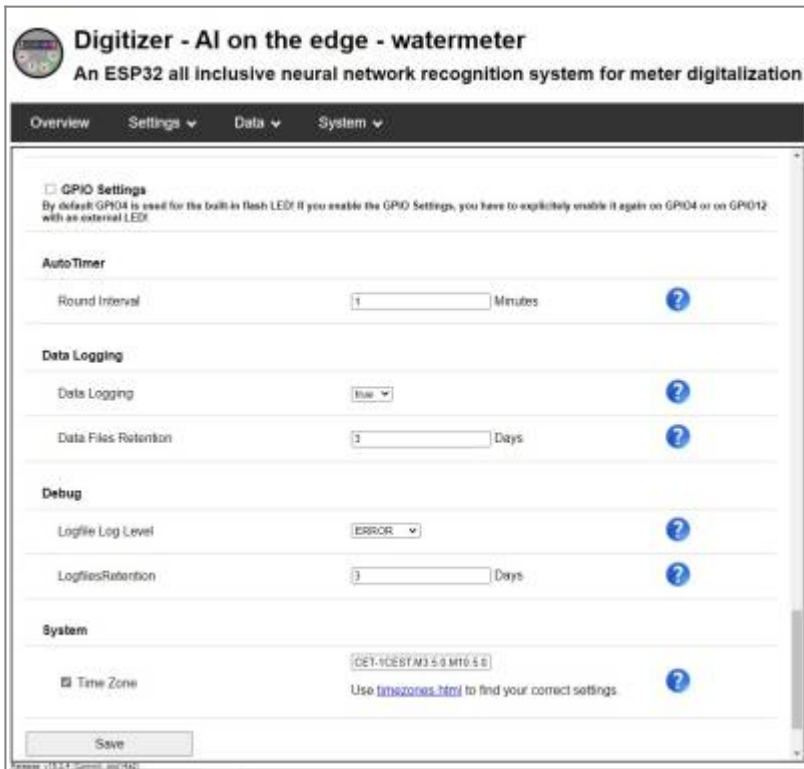 Digitizer - AI on the edge - watermeter
An ESP32 all inclusive neural network recognition system for meter digitalization
Overview Settings Data System
GPIO Settings
By default GPIO4 is used for the built-in flash LED! If you enable the GPIO Settings, you have to explicitely enable it again on GPIO4 or on GPIO12
with an external LED!
AutoTimer
Round Interval 1 Minutes
Data Logging
Data Logging true
Data Files Retention 3 Days
Debug
Logfile Log Level ERROR
LogfilesRetention 3 Days
System
CET-1CEST,M3.5.0,M10.5.0
Time Zone
Use timezones.html to find your correct settings
Save